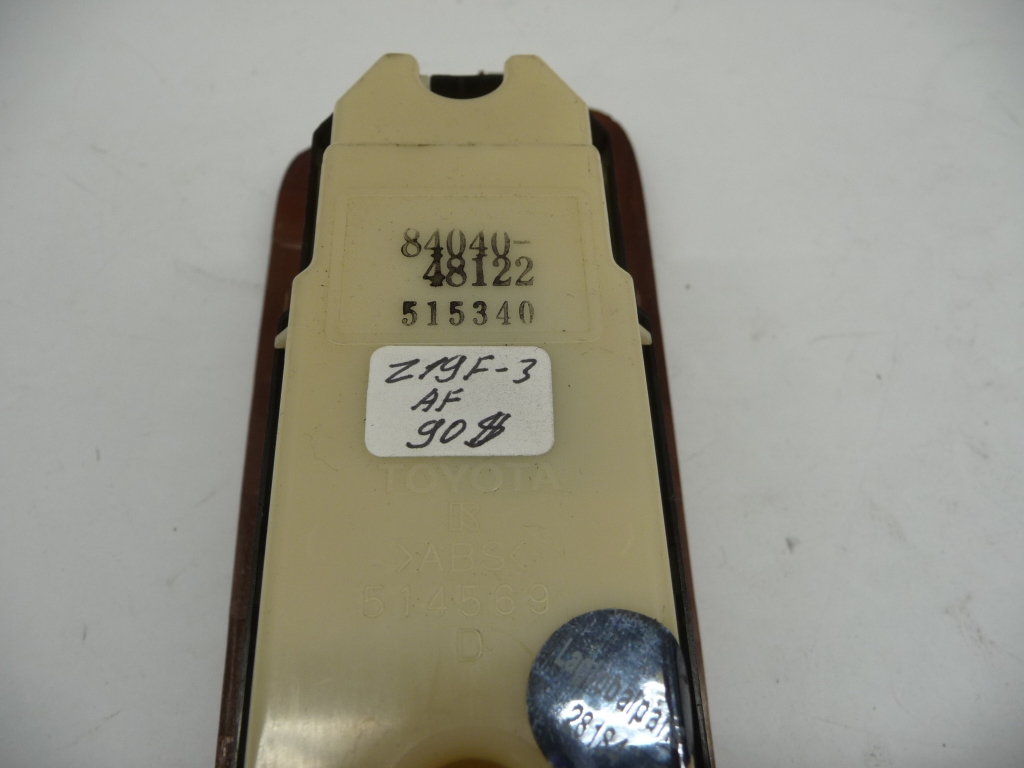 84040-
48122
515340
Z19F-3
AF
90$
TOYOTA
>ABS<
514569
D